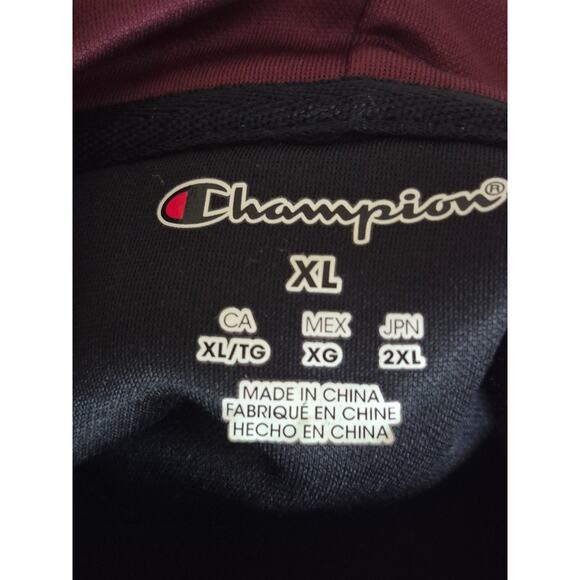 Champion®
XL
CA MEX JPN
XL/TG XG 2XL
MADE IN CHINA
FABRIQUÉ EN CHINE
HECHO EN CHINA